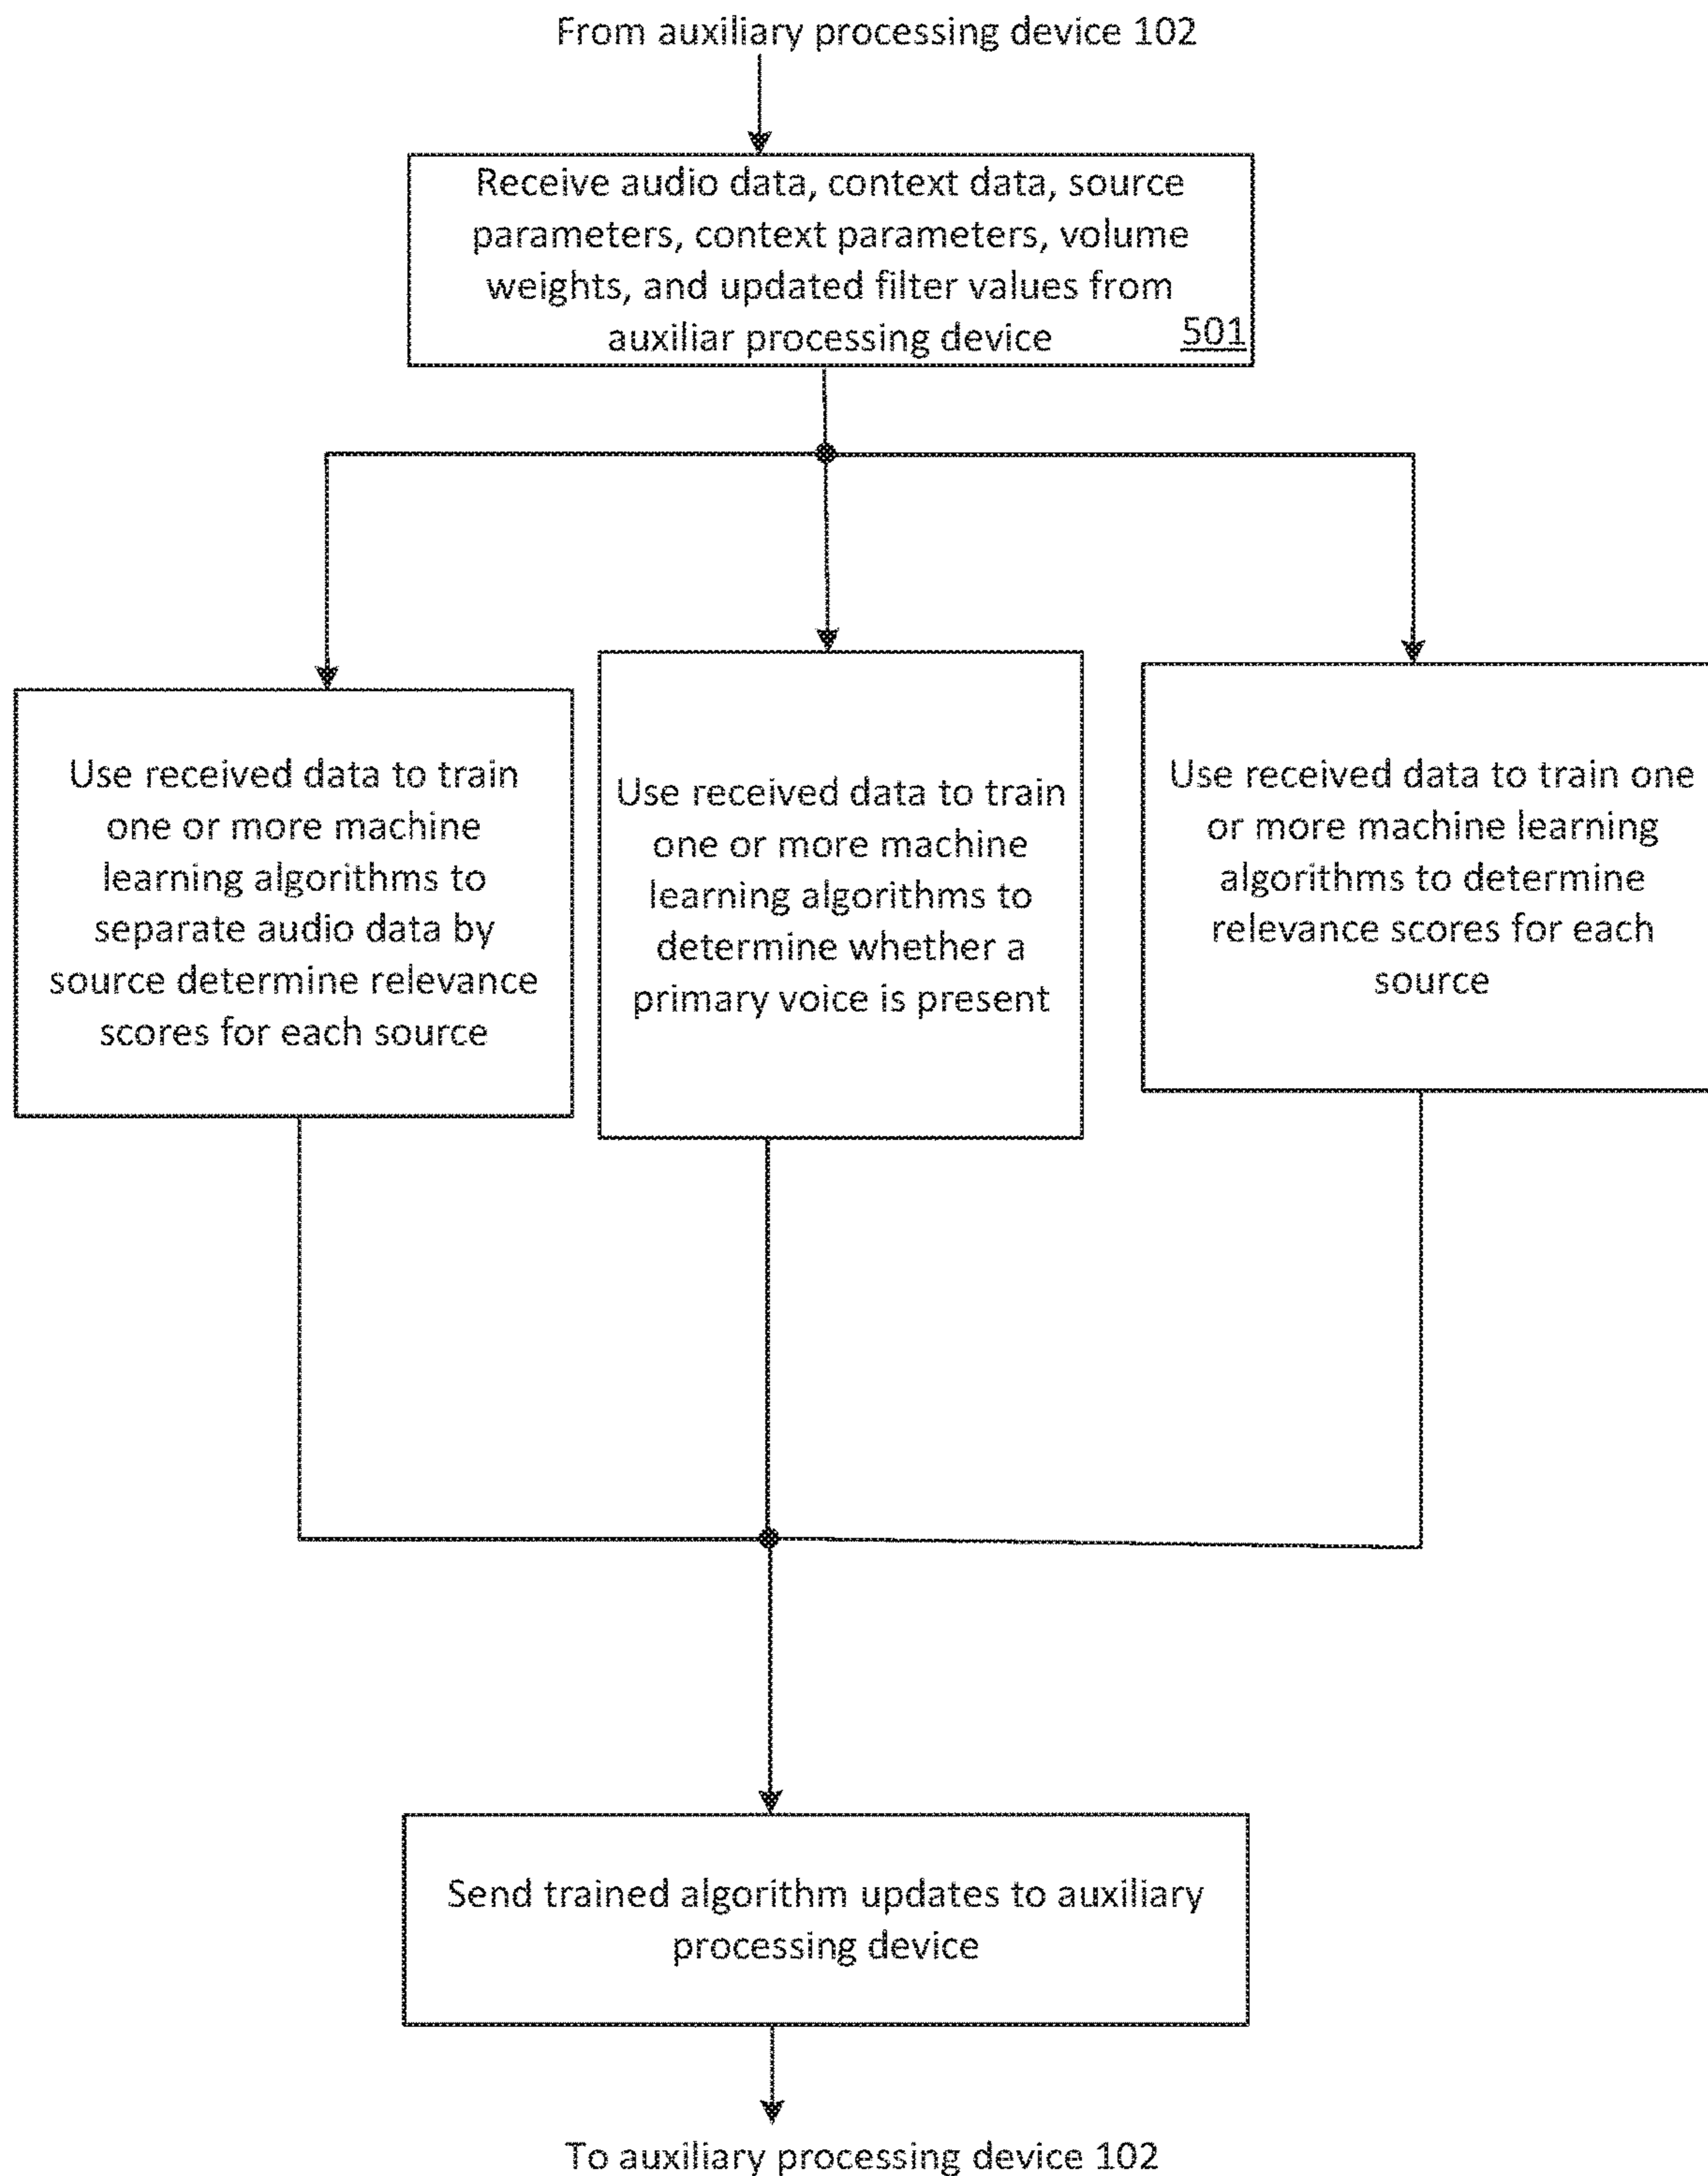 From auxiliary processing device 102
Receive audio data, context data, source
parameters, context parameters, volume
weights, and updated filter values from
auxiliar processing device
501
Use received data to train
one or more machine
learning algorithms to
separate audio data by
source determine relevance
scores for each source
Use received data to train
one or more machine
learning algorithms to
determine whether a
primary voice is present
Use received data to train one
or more machine learning
algorithms to determine
relevance scores for each
source
Send trained algorithm updates to auxiliary
processing device
To auxiliary processing device 102